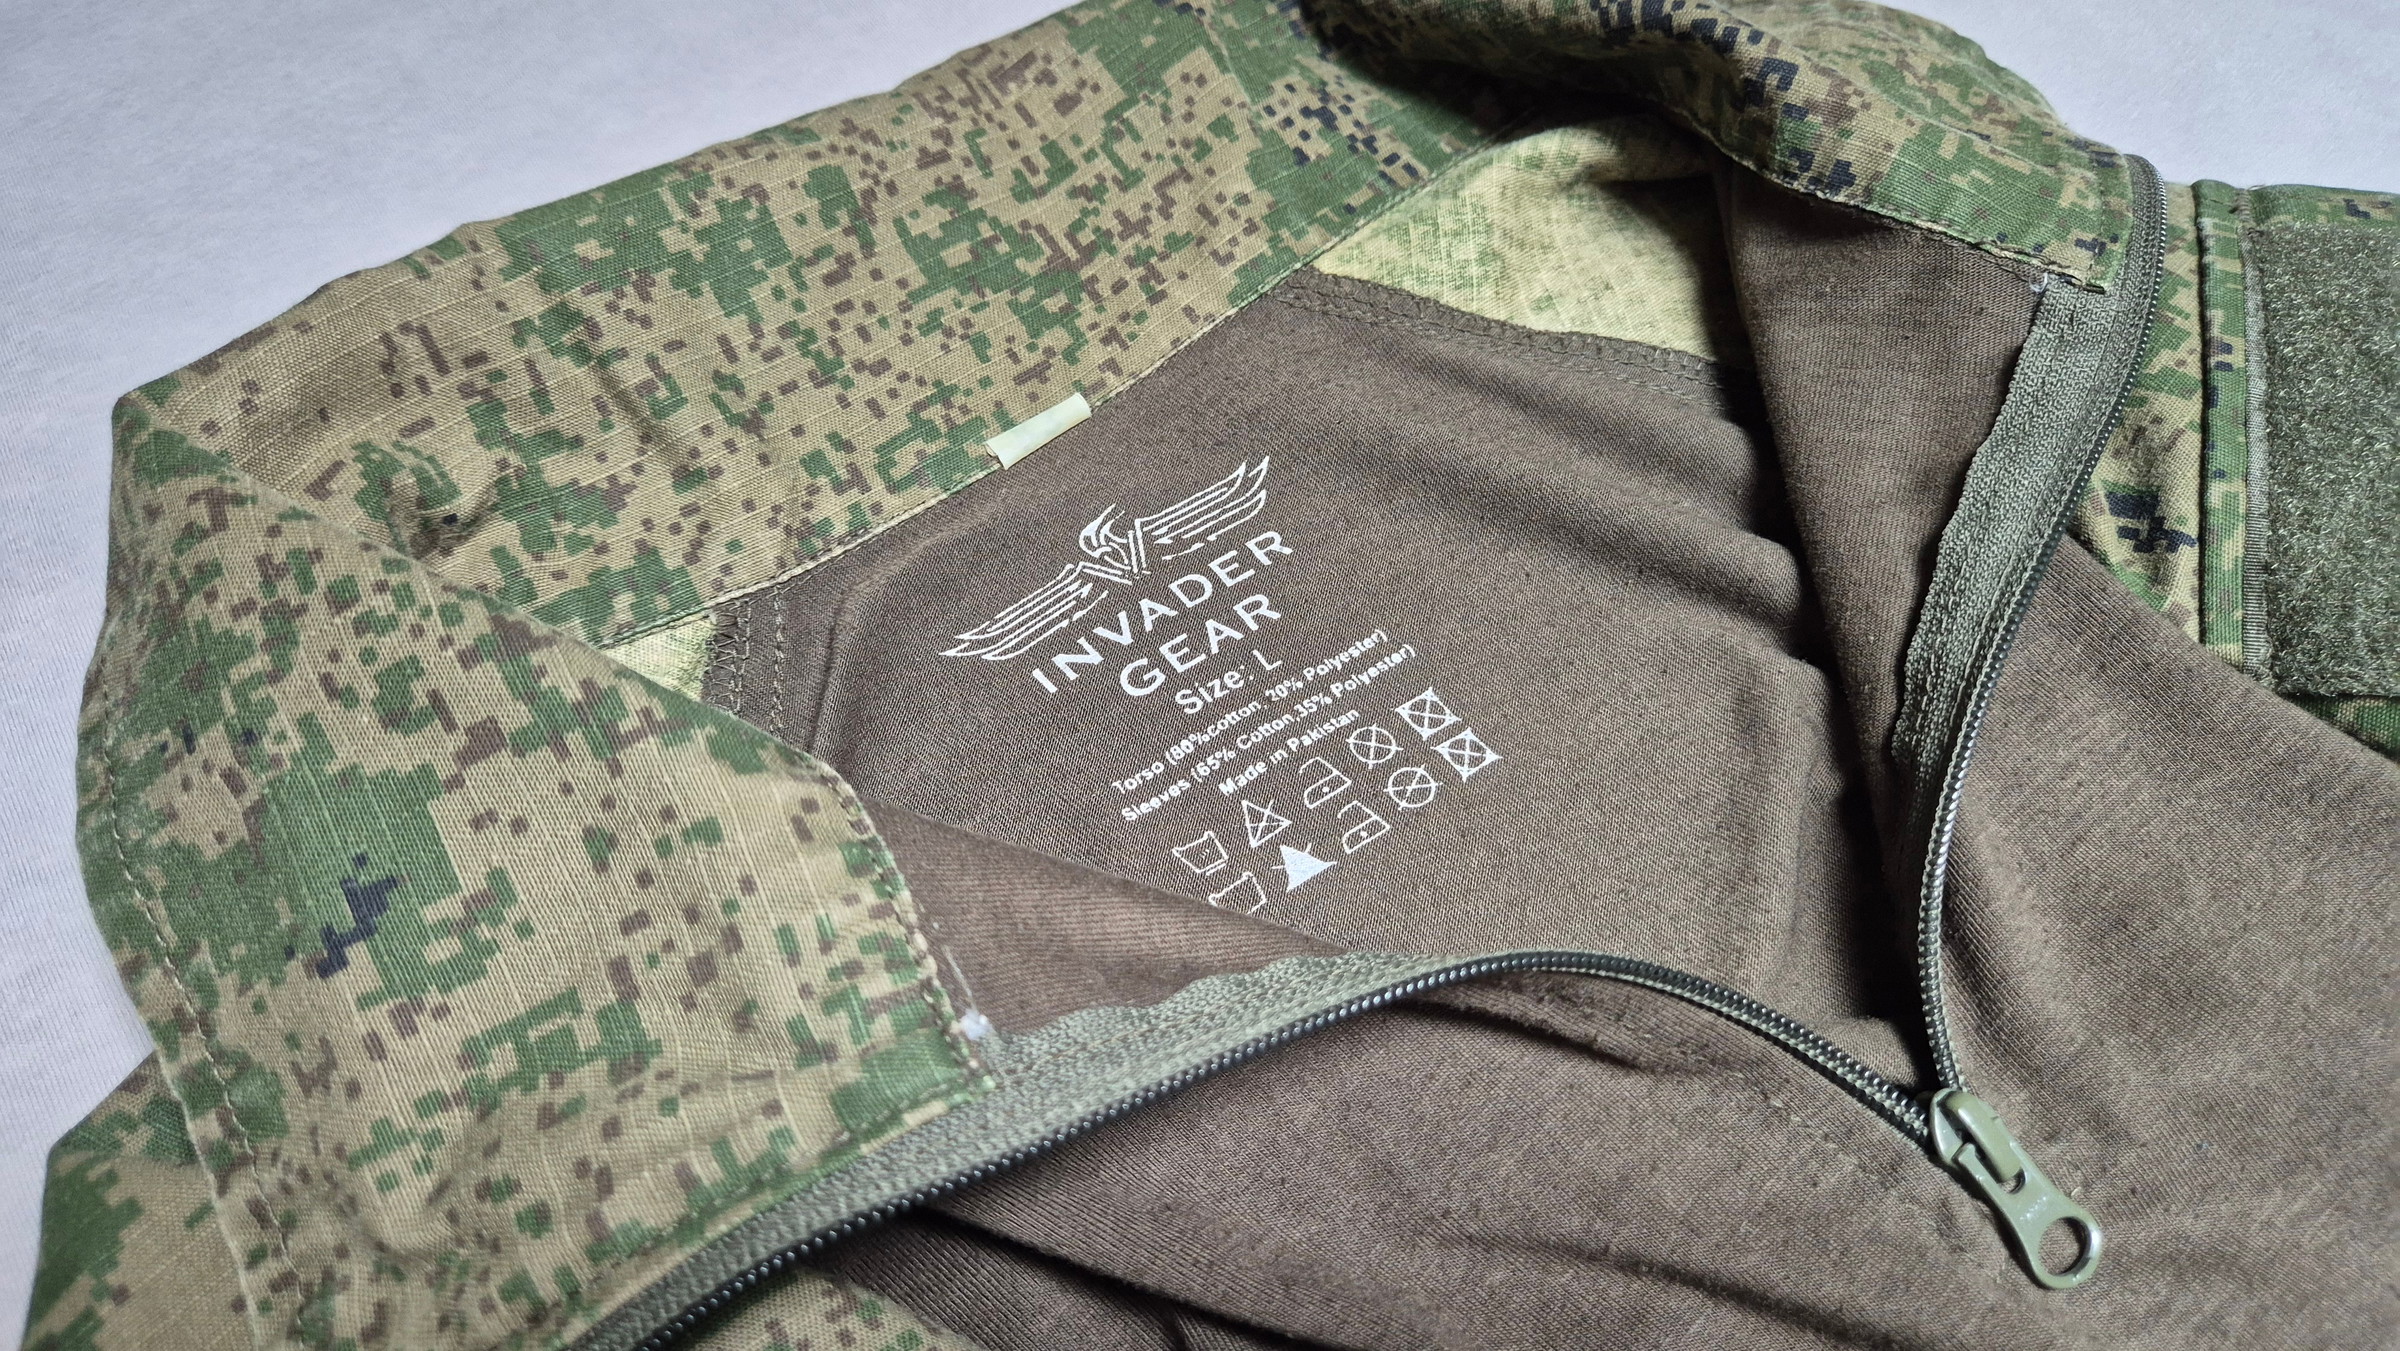 INVADER
GEAR
Size: L
Torso (80%cotton, 20% Polyester)
Sleeves (65% Cotton,35% Polyester)
Made in Pakistan